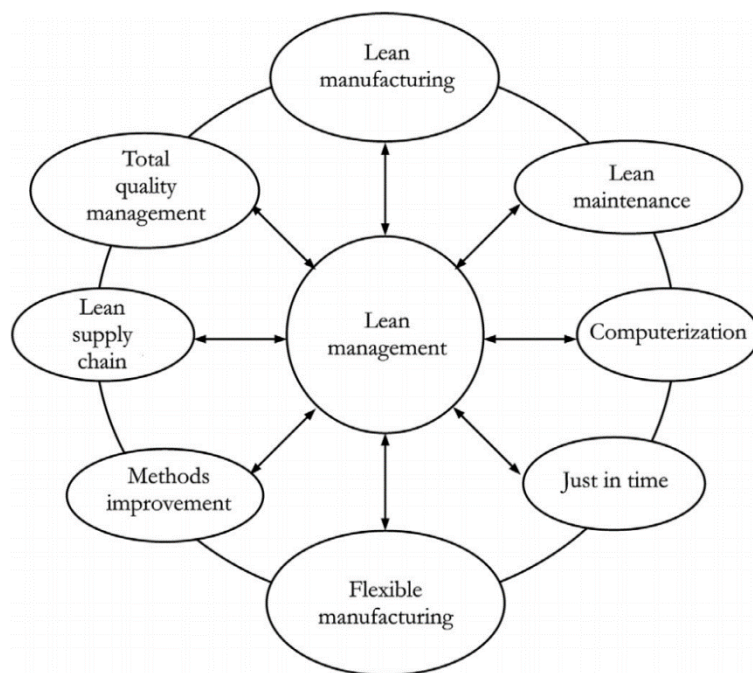 Lean
manufacturing
Total
quality
management
Lean
maintenance
Lean
supply
chain
Lean
management
Computerization
Methods
improvement
Just in time
Flexible
manufacturing